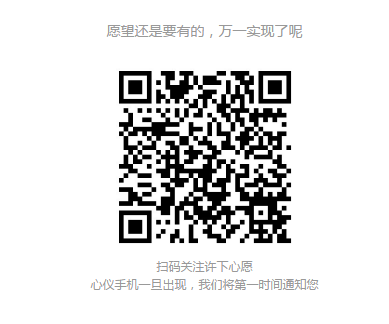 愿望还是要有的，万一实现了呢
扫码关注许下心愿
心仪手机一旦出现，我们将第一时间通知您